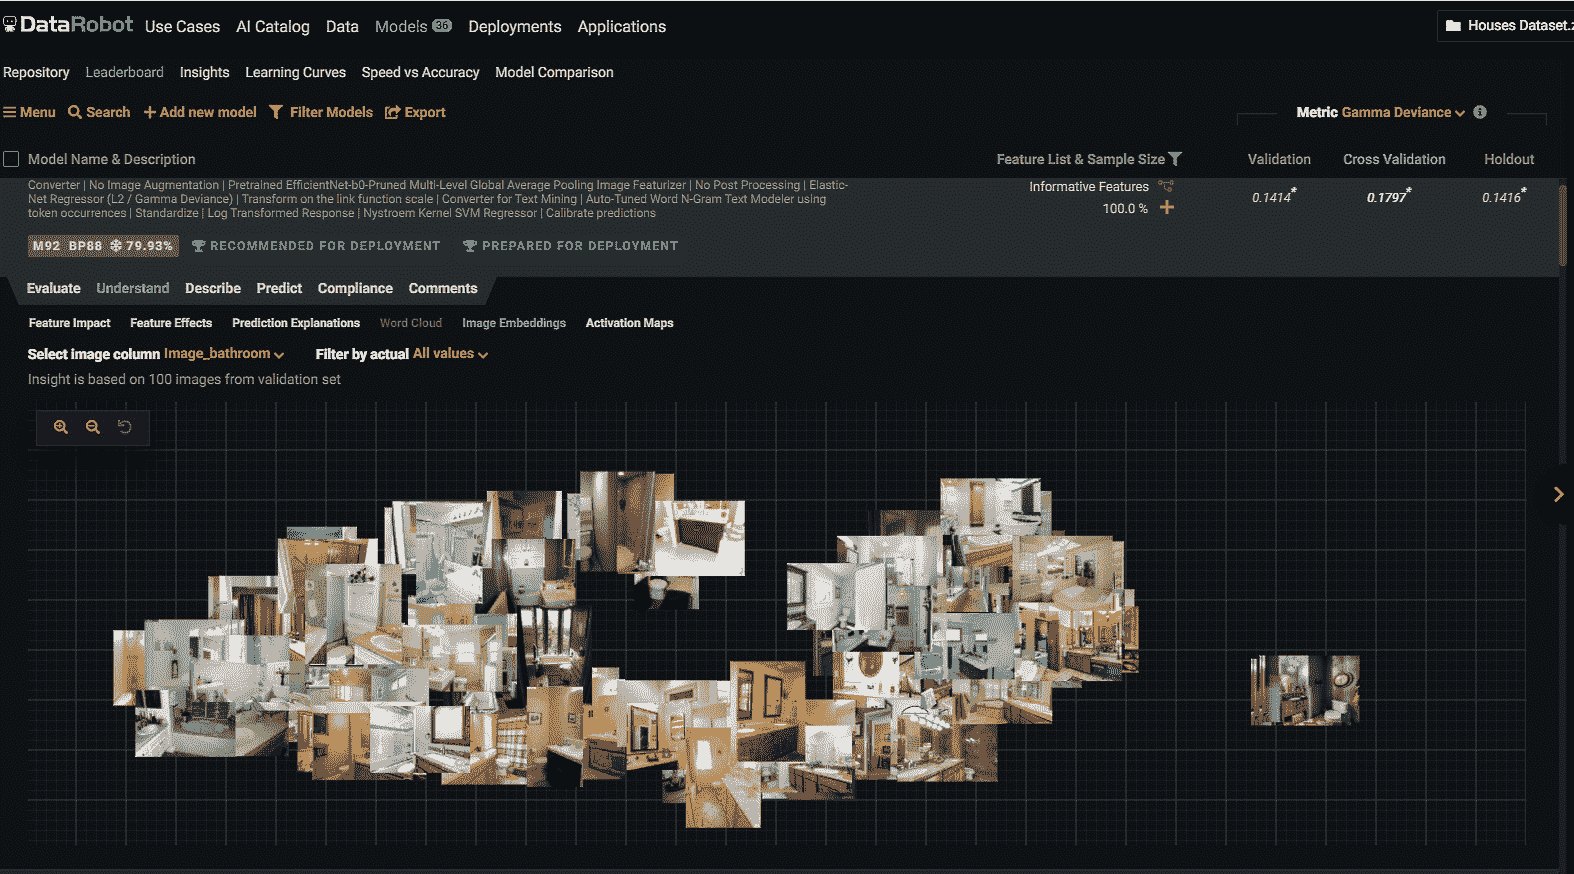 DataRobot Use Cases AI Catalog Data Models 36 Deployments Applications Houses Dataset.z
Repository Leaderboard Insights Learning Curves Speed vs Accuracy Model Comparison
Menu Search Add new model Filter Models Export Metric Gamma Deviance
Model Name & Description Feature List & Sample Size Validation Cross Validation Holdout
Converter | No Image Augmentation | Pretrained EfficientNet-b0-Pruned Multi-Level Global Average Pooling Image Featurizer | No Post Processing | Elastic-
Net Regressor (L2 / Gamma Deviance) | Transform on the link function scale | Converter for Text Mining | Auto-Tuned Word N-Gram Text Modeler using
token occurrences | Standardize | Log Transformed Response | Nystroem Kernel SVM Regressor | Calibrate predictions
Informative Features 0.1414* 0.1797* 0.1416*
100.0 % +
M92 BP88 79.93% RECOMMENDED FOR DEPLOYMENT PREPARED FOR DEPLOYMENT
Evaluate Understand Describe Predict Compliance Comments
Feature Impact Feature Effects Prediction Explanations Word Cloud Image Embeddings Activation Maps
Select image column Image_bathroom Filter by actual All values
Insight is based on 100 images from validation set